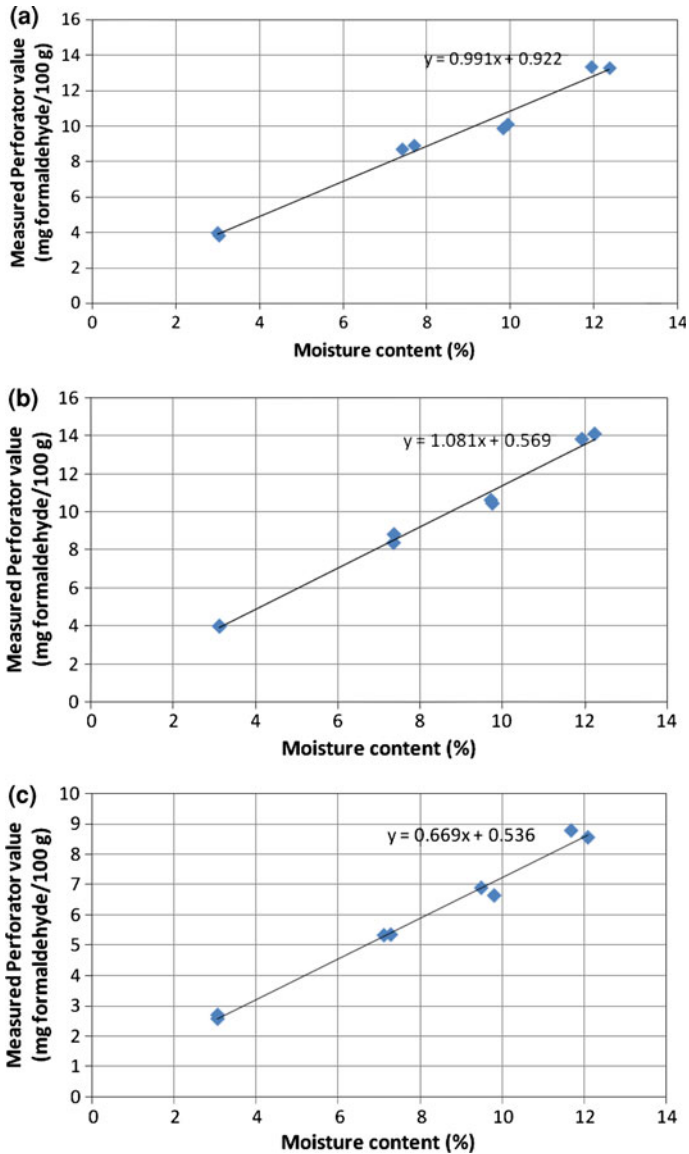 (a)
Measured Perforator value
(mg formaldehyde/100 g)
16
14
12
10
8
6
4
2
0
y = 0.991x + 0.922
0 2 4 6 8 10 12 14
Moisture content (%)
(b)
Measured Perforator value
(mg formaldehyde/100 g)
16
14
12
10
8
6
4
2
0
y = 1.081x + 0.569
0 2 4 6 8 10 12 14
Moisture content (%)
(c)
Measured Perforator value
(mg formaldehyde/100 g)
10
9
8
7
6
5
4
3
2
1
0
y = 0.669x + 0.536
0 2 4 6 8 10 12 14
Moisture content (%)